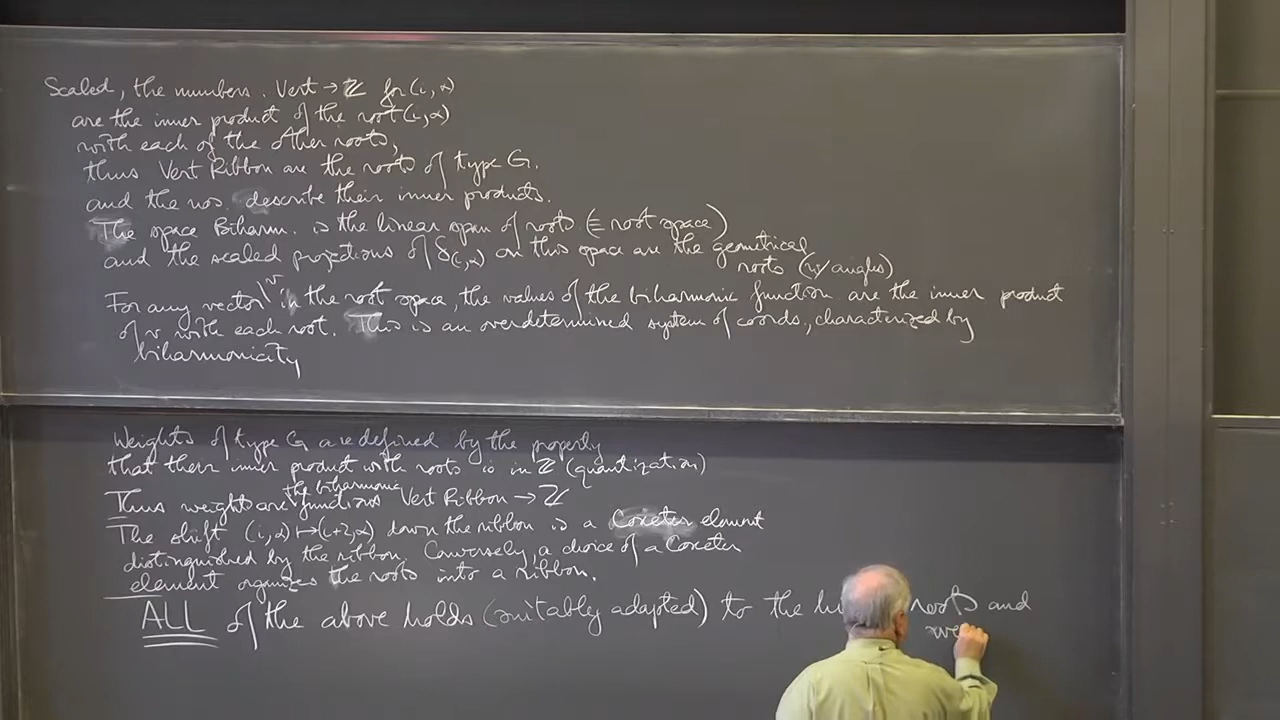 Scaled, the numbers. Vert → ℤ for (i,α)
are the inner product of the root (i,α)
with each of the other roots,
thus Vert Ribbon are the roots of type G.
and the nos. describe their inner products.
The space Biharm. is the linear span of roots (≡ root space)
and the scaled projections of δ(i,α) on this space are the geometrical
roots (w/ angles)
For any vector v in the root space, the values of the biharmonic function are the inner product
of v with each root. This is an overdetermined system of coords, characterized by
biharmonicity
Weights of type G are defined by the property
that their inner product with roots is in ℤ (quantization)
Thus weights are the biharmonic functions Vert Ribbon → ℤ
The shift (i,α) ↦ (i+2,α) down the ribbon is a Coxeter element
distinguished by the ribbon. Conversely, a choice of a Coxeter
element organizes the roots into a ribbon.
ALL of the above holds (suitably adapted) to the roots and